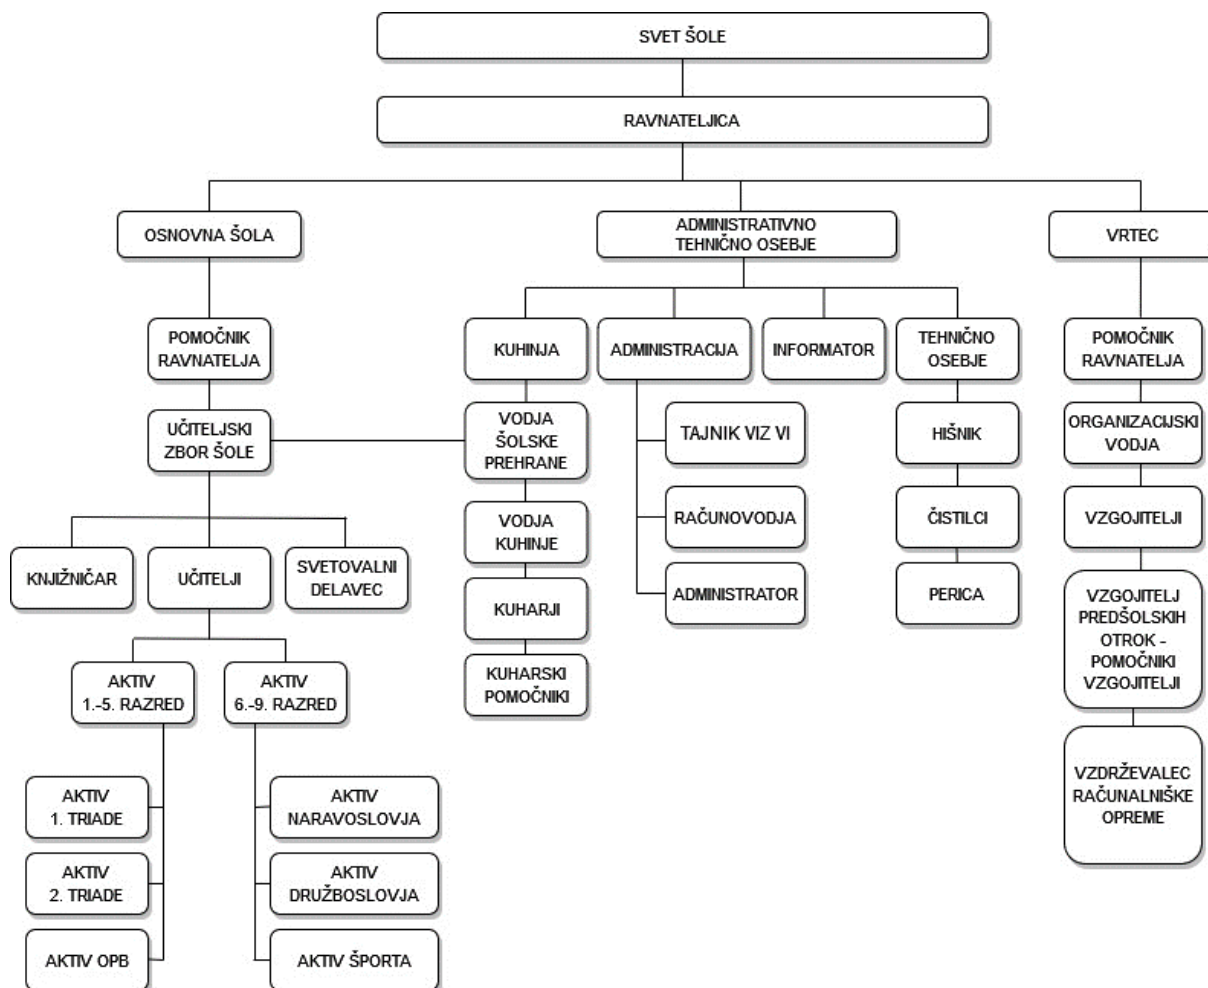 SVET ŠOLE
RAVNATELJICA
OSNOVNA ŠOLA
ADMINISTRATIVNO
TEHNIČNO OSEBJE
VRTEC
POMOČNIK
RAVNATELJA
KUHINJA
ADMINISTRACIJA
INFORMATOR
TEHNIČNO
OSEBJE
POMOČNIK
RAVNATELJA
UČITELJSKI
ZBOR ŠOLE
VODJA
ŠOLSKE
PREHRANE
TAJNIK VIZ VI
HIŠNIK
ORGANIZACIJSKI
VODJA
VODJA
KUHINJE
RAČUNOVODJA
ČISTILCI
VZGOJITELJI
KNJIŽNIČAR
UČITELJI
SVETOVALNI
DELAVEC
KUHARJI
ADMINISTRATOR
PERICA
VZGOJITELJ
PREDŠOLSKIH
OTROK -
POMOČNIKI
VZGOJITELJI
AKTIV
1.-5. RAZRED
AKTIV
6.-9. RAZRED
KUHARSKI
POMOČNIKI
VZDRŽEVALEC
RAČUNALNIŠKE
OPREME
AKTIV
1. TRIADE
AKTIV
NARAVOSLOVJA
AKTIV
2. TRIADE
AKTIV
DRUŽBOSLOVJA
AKTIV OPB
AKTIV ŠPORTA